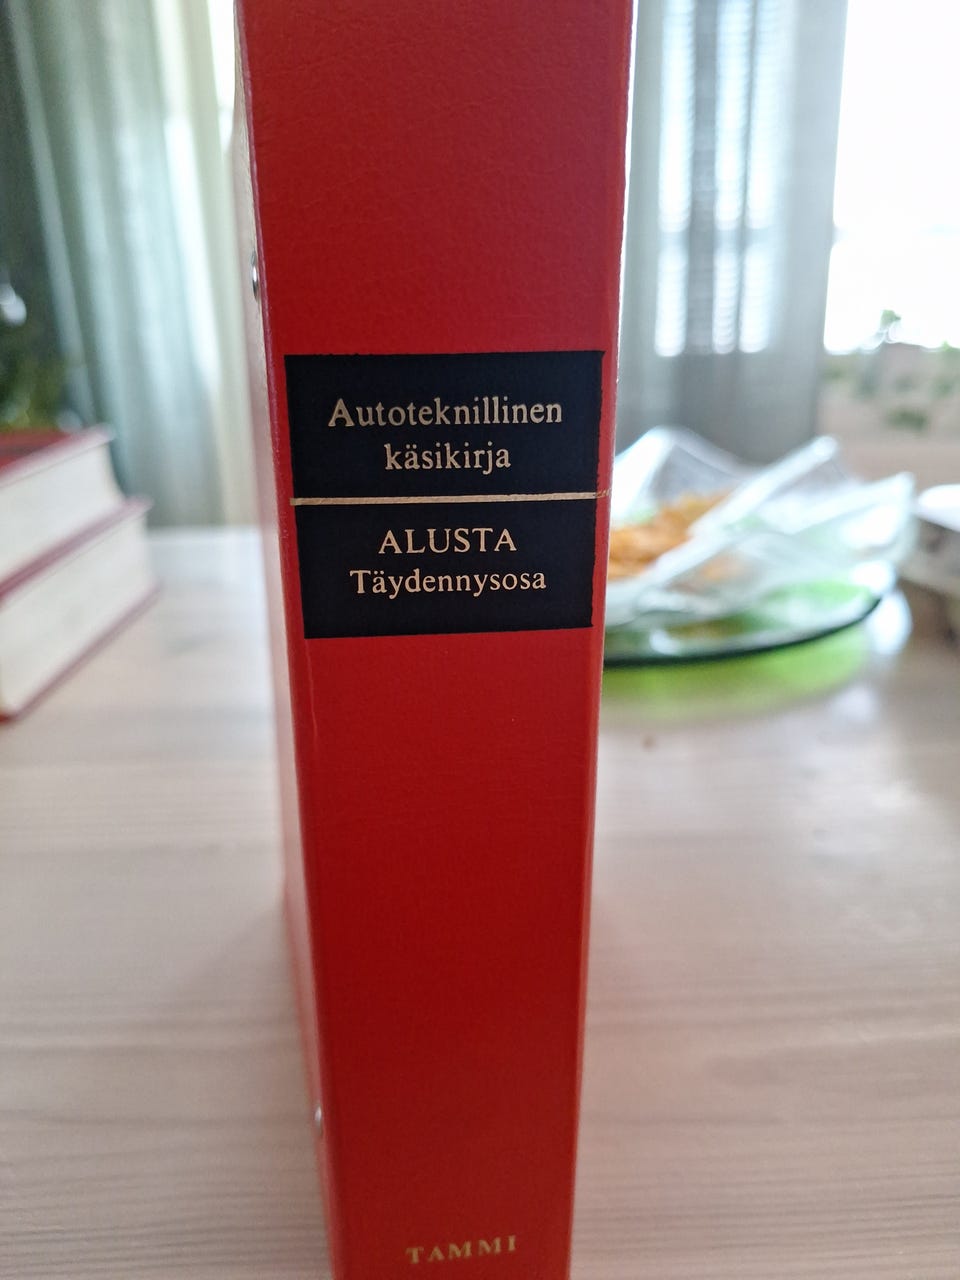 Autoteknillinen
käsikirja
ALUSTA
Täydennysosa
TAMMI